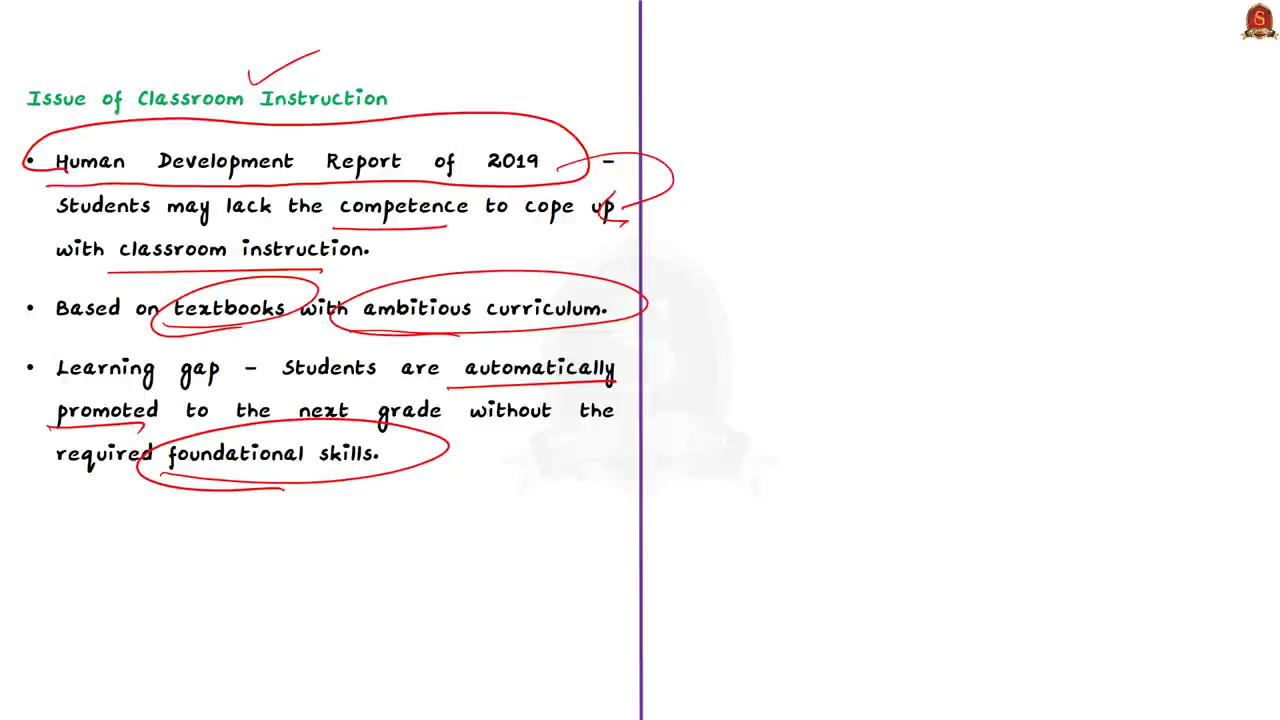 Issue of Classroom Instruction
• Human Development Report of 2019 –
Students may lack the competence to cope up
with classroom instruction.
• Based on textbooks with ambitious curriculum.
• Learning gap – Students are automatically
promoted to the next grade without the
required foundational skills.